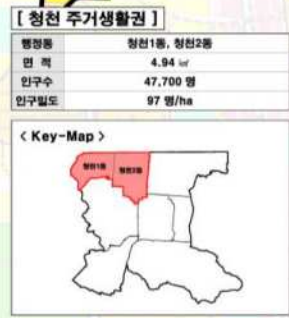 [ 청천 주거생활권 ]
행정동 청천1동, 청천2동
면 적 4.94 ㎢
인구수 47,700 명
인구밀도 97 명/ha
< Key-Map >
청천1동 청천2동